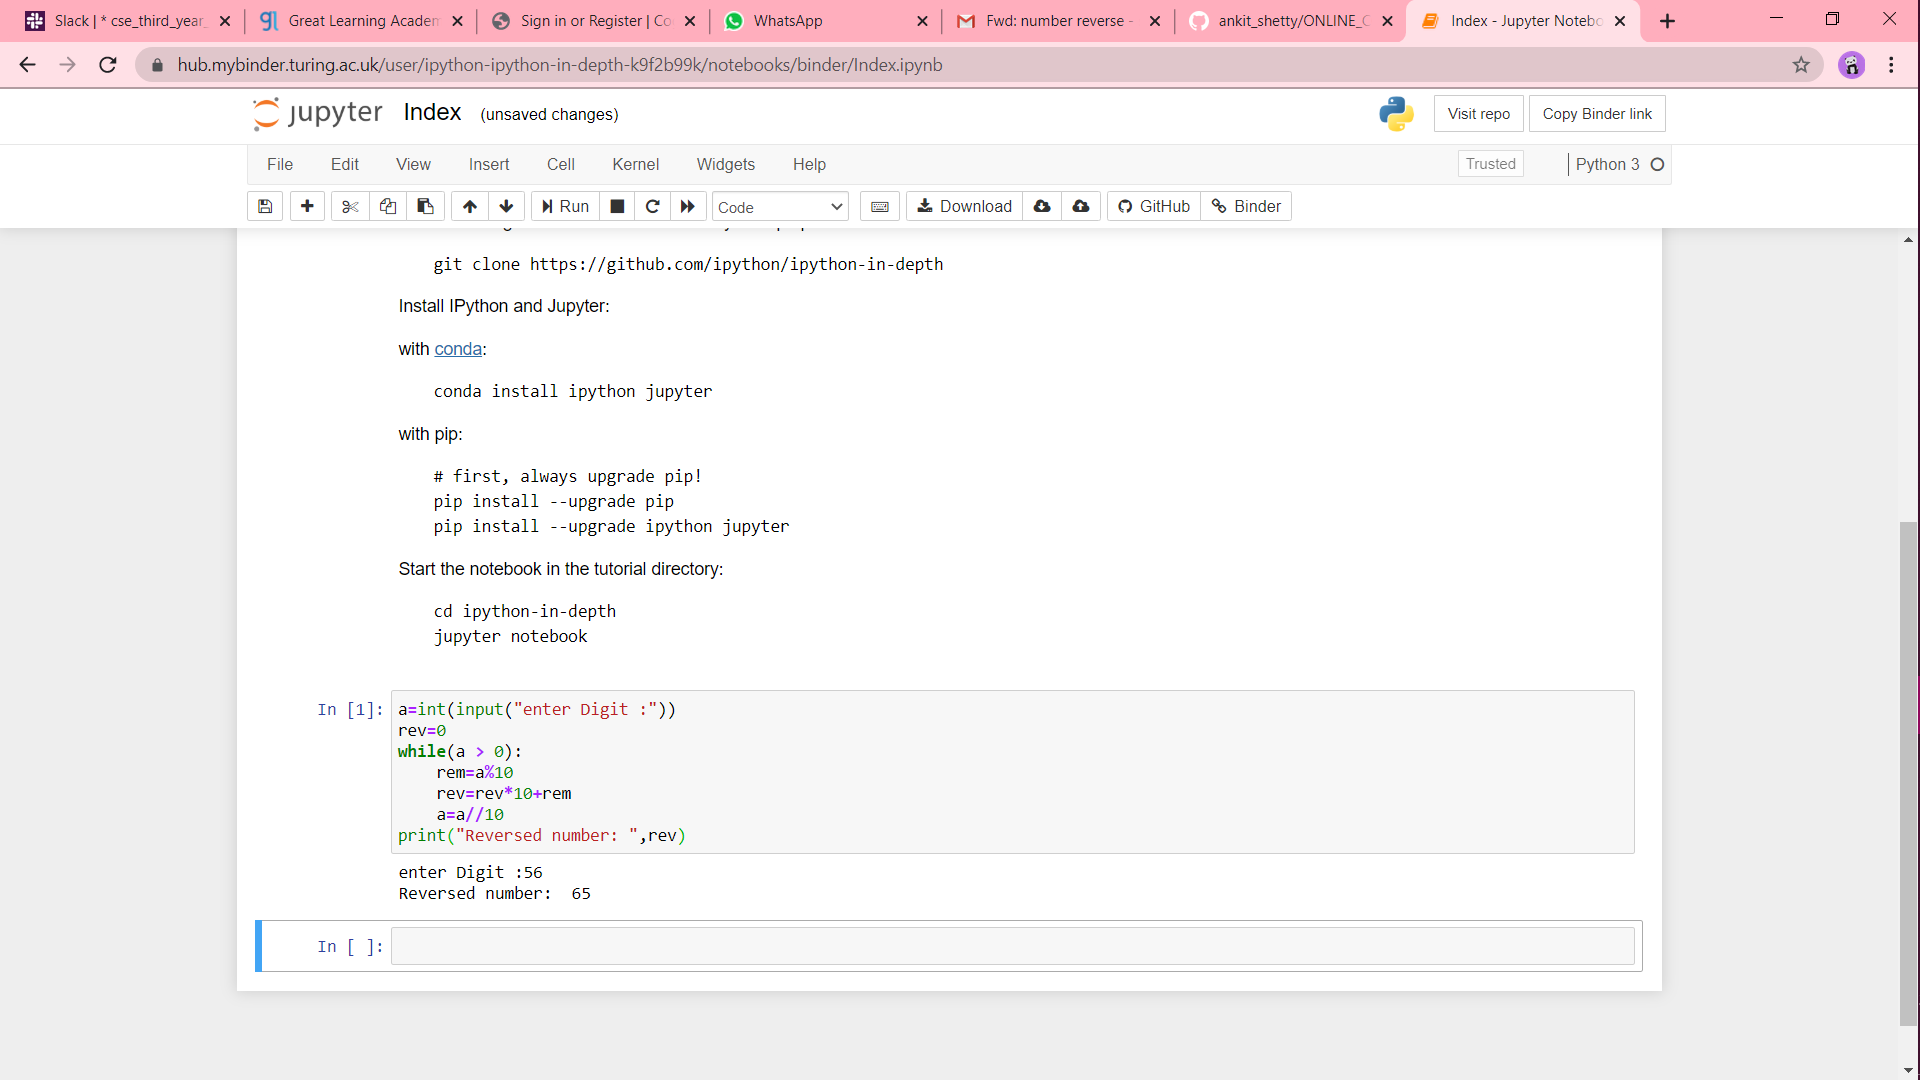 Slack | * cse_third_year_
Great Learning Academ
Sign in or Register | Co
WhatsApp
Fwd: number reverse -
ankit_shetty/ONLINE_C
Index - Jupyter Notebo
hub.mybinder.turing.ac.uk/user/ipython-ipython-in-depth-k9f2b99k/notebooks/binder/Index.ipynb
jupyter Index (unsaved changes)
Visit repo
Copy Binder link
File Edit View Insert Cell Kernel Widgets Help
Trusted
Python 3
Run
Code
Download
GitHub
Binder
git clone https://github.com/ipython/ipython-in-depth
Install IPython and Jupyter:
with conda:
conda install ipython jupyter
with pip:
# first, always upgrade pip!
pip install --upgrade pip
pip install --upgrade ipython jupyter
Start the notebook in the tutorial directory:
cd ipython-in-depth
jupyter notebook
In [1]:
a=int(input("enter Digit :"))
rev=0
while(a > 0):
    rem=a%10
    rev=rev*10+rem
    a=a//10
print("Reversed number: ",rev)
enter Digit :56
Reversed number:  65
In [ ]: